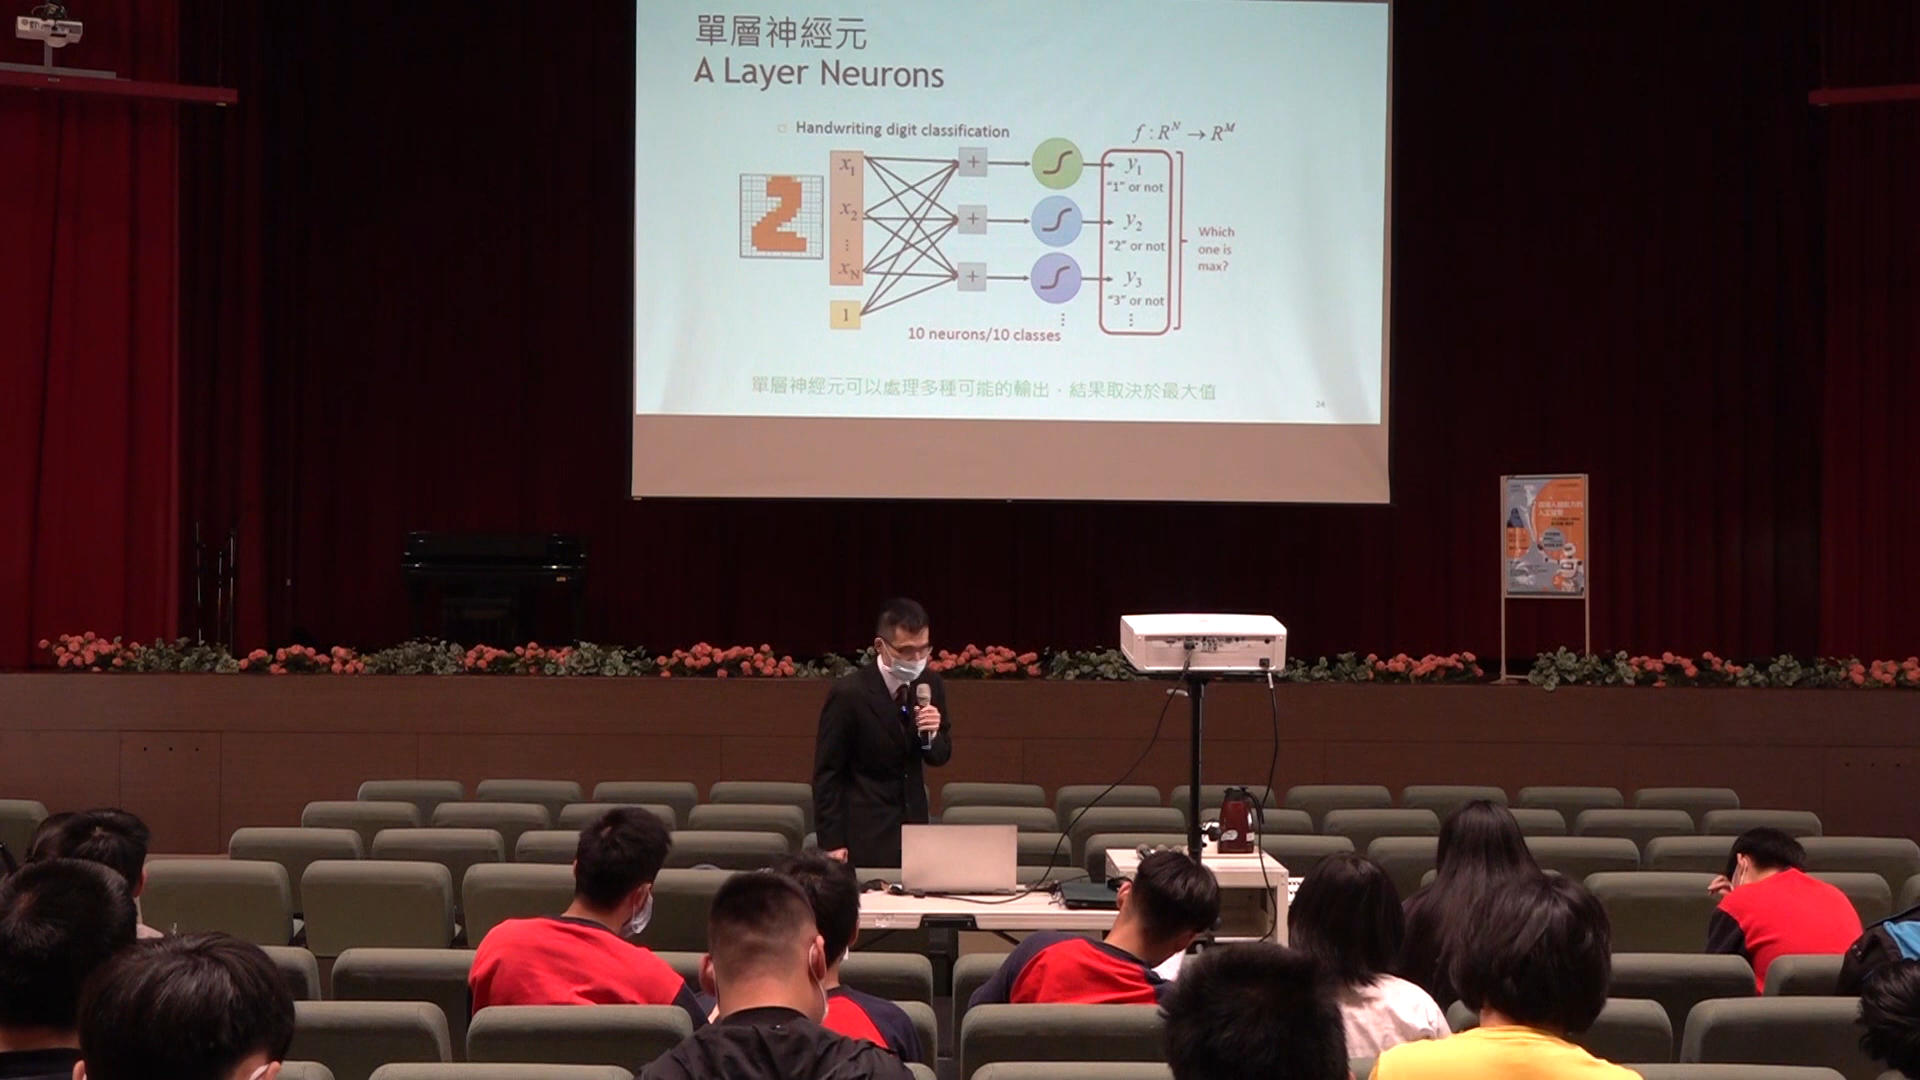 單層神經元
A Layer Neurons
Handwriting digit classification
f : R^N → R^M
x1
x2
⋮
xN
1
+
+
+
y1
"1" or not
y2
"2" or not
y3
"3" or not
⋮
⋮
Which
one is
max?
10 neurons/10 classes
單層神經元可以處理多種可能的輸出，結果取決於最大值
24